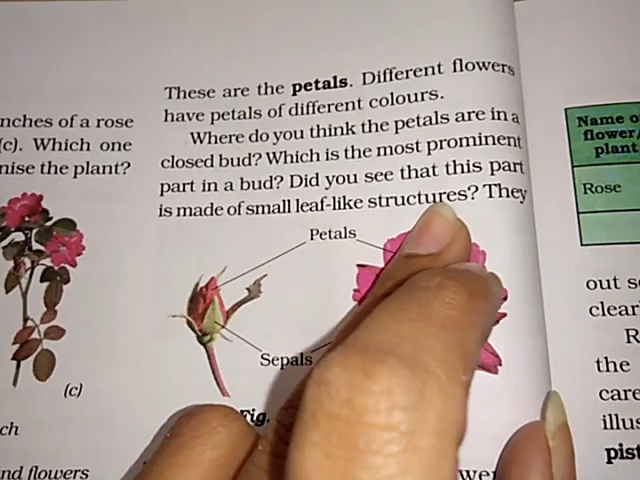 nches of a rose
(c). Which one
nise the plant?
(c)
ch
nd flowers
These are the petals. Different flowers
have petals of different colours.
Where do you think the petals are in a
closed bud? Which is the most prominent
part in a bud? Did you see that this part
is made of small leaf-like structures? They
Petals
Sepals
Fig.
Name o
flower/
plant
Rose
out s
clear
R
the
care
illus
pist